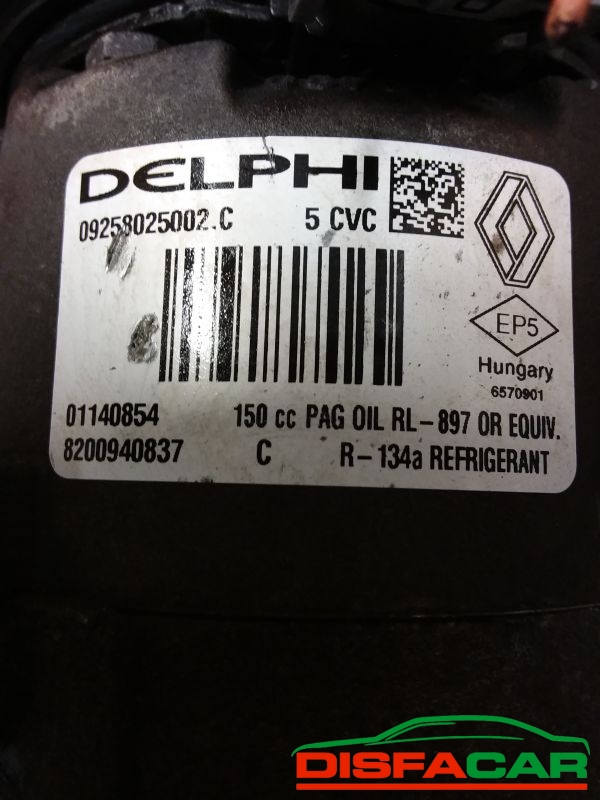 DELPHI
09258025002.C 5 CVC
EP5
Hungary
6570901
01140854 150 cc PAG OIL RL-897 OR EQUIV.
8200940837 C R-134a REFRIGERANT
DISFACAR